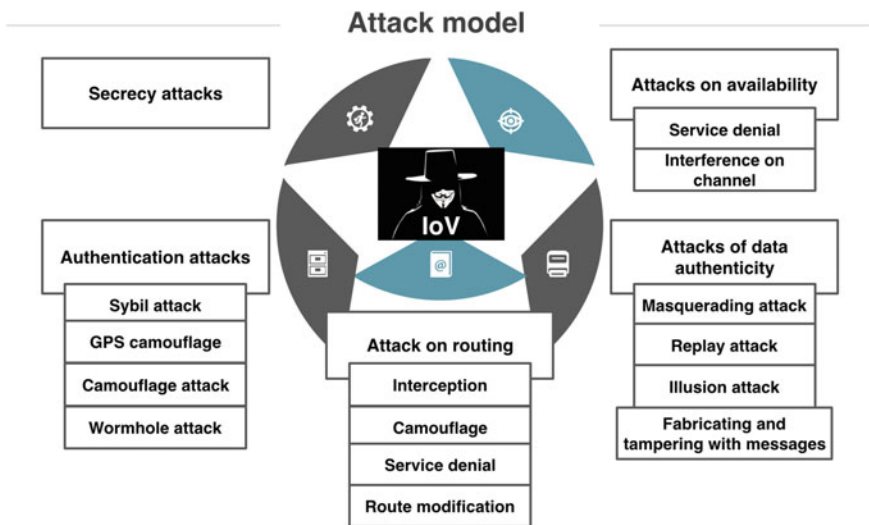 Attack model
Secrecy attacks
Attacks on availability
Service denial
Interference on
channel
IoV
Authentication attacks
Sybil attack
GPS camouflage
Camouflage attack
Wormhole attack
@
Attack on routing
Interception
Camouflage
Service denial
Route modification
Attacks of data
authenticity
Masquerading attack
Replay attack
Illusion attack
Fabricating and
tampering with messages